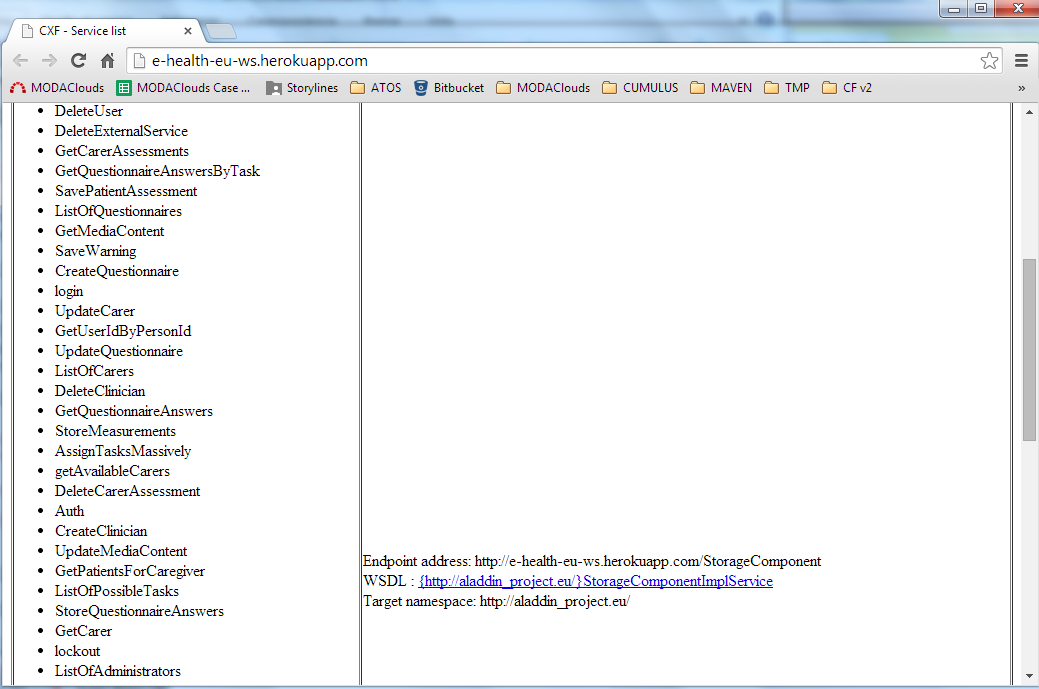 CXF - Service list
e-health-eu-ws.herokuapp.com
MODAClouds MODAClouds Case ... Storylines ATOS Bitbucket MODAClouds CUMULUS MAVEN TMP CF v2 »
• DeleteUser
• DeleteExternalService
• GetCarerAssessments
• GetQuestionnaireAnswersByTask
• SavePatientAssessment
• ListOfQuestionnaires
• GetMediaContent
• SaveWarning
• CreateQuestionnaire
• login
• UpdateCarer
• GetUserIdByPersonId
• UpdateQuestionnaire
• ListOfCarers
• DeleteClinician
• GetQuestionnaireAnswers
• StoreMeasurements
• AssignTasksMassively
• getAvailableCarers
• DeleteCarerAssessment
• Auth
• CreateClinician
• UpdateMediaContent
• GetPatientsForCaregiver
• ListOfPossibleTasks
• StoreQuestionnaireAnswers
• GetCarer
• lockout
• ListOfAdministrators
Endpoint address: http://e-health-eu-ws.herokuapp.com/StorageComponent
WSDL : {http://aladdin_project.eu/}StorageComponentImplService
Target namespace: http://aladdin_project.eu/